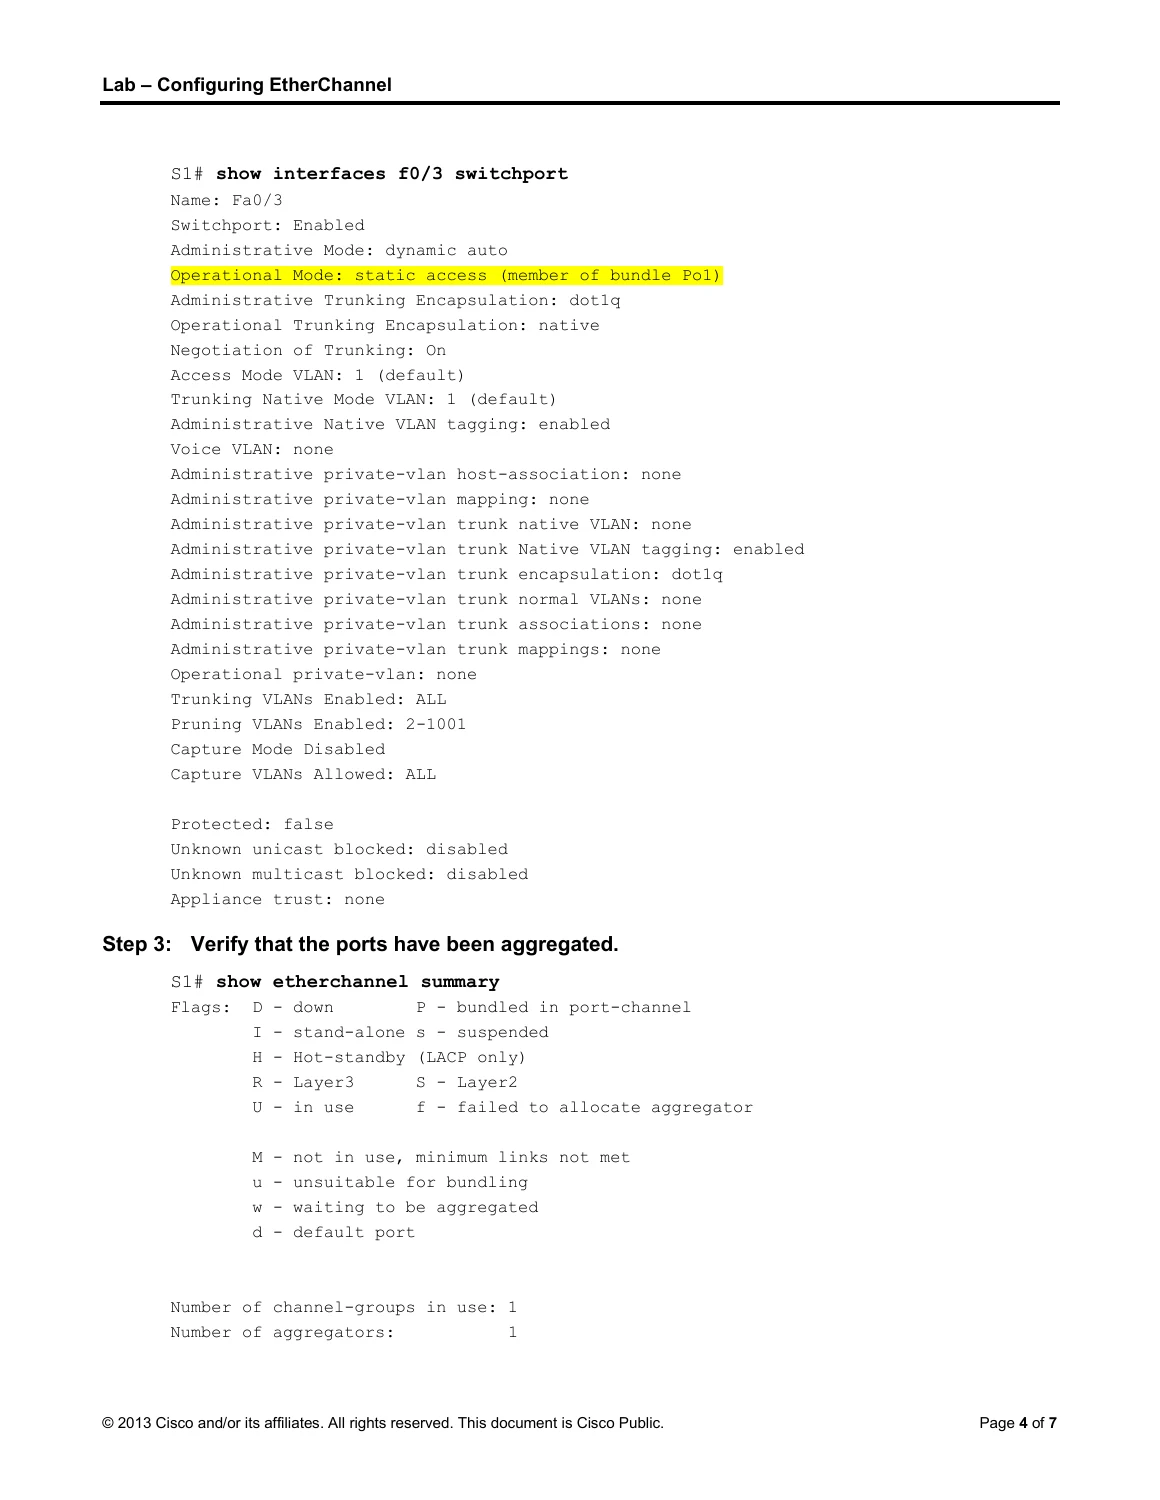 Lab – Configuring EtherChannel
S1# show interfaces f0/3 switchport
Name: Fa0/3
Switchport: Enabled
Administrative Mode: dynamic auto
Operational Mode: static access (member of bundle Po1)
Administrative Trunking Encapsulation: dot1q
Operational Trunking Encapsulation: native
Negotiation of Trunking: On
Access Mode VLAN: 1 (default)
Trunking Native Mode VLAN: 1 (default)
Administrative Native VLAN tagging: enabled
Voice VLAN: none
Administrative private-vlan host-association: none
Administrative private-vlan mapping: none
Administrative private-vlan trunk native VLAN: none
Administrative private-vlan trunk Native VLAN tagging: enabled
Administrative private-vlan trunk encapsulation: dot1q
Administrative private-vlan trunk normal VLANs: none
Administrative private-vlan trunk associations: none
Administrative private-vlan trunk mappings: none
Operational private-vlan: none
Trunking VLANs Enabled: ALL
Pruning VLANs Enabled: 2-1001
Capture Mode Disabled
Capture VLANs Allowed: ALL
Protected: false
Unknown unicast blocked: disabled
Unknown multicast blocked: disabled
Appliance trust: none
Step 3: Verify that the ports have been aggregated.
S1# show etherchannel summary
Flags:  D - down        P - bundled in port-channel
        I - stand-alone s - suspended
        H - Hot-standby (LACP only)
        R - Layer3      S - Layer2
        U - in use      f - failed to allocate aggregator
        M - not in use, minimum links not met
        u - unsuitable for bundling
        w - waiting to be aggregated
        d - default port
Number of channel-groups in use: 1
Number of aggregators:           1
© 2013 Cisco and/or its affiliates. All rights reserved. This document is Cisco Public. Page 4 of 7